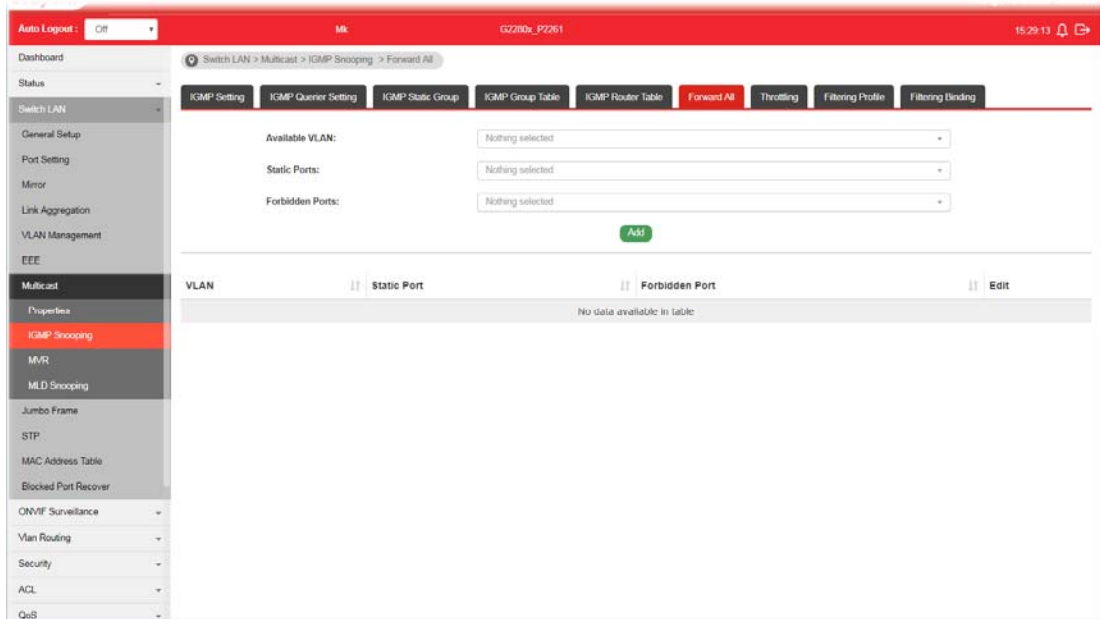 Auto Logout : Off Mk G2280x_P2261 15:29:13
Dashboard
Status
Switch LAN
General Setup
Port Setting
Mirror
Link Aggregation
VLAN Management
EEE
Multicast
Properties
IGMP Snooping
MVR
MLD Snooping
Jumbo Frame
STP
MAC Address Table
Blocked Port Recover
ONVIF Surveillance
Vlan Routing
Security
ACL
QoS
Switch LAN > Multicast > IGMP Snooping > Forward All
IGMP Setting IGMP Querier Setting IGMP Static Group IGMP Group Table IGMP Router Table Forward All Throttling Filtering Profile Filtering Binding
Available VLAN: Nothing selected
Static Ports: Nothing selected
Forbidden Ports: Nothing selected
Add
VLAN Static Port Forbidden Port Edit
No data available in table